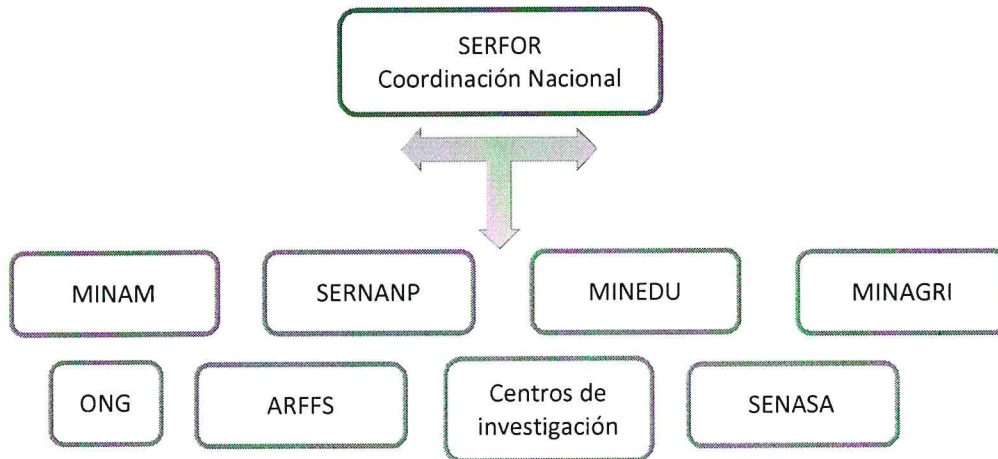 SERFOR
Coordinación Nacional
MINAM
SERNANP
MINEDU
MINAGRI
ONG
ARFFS
Centros de
investigación
SENASA